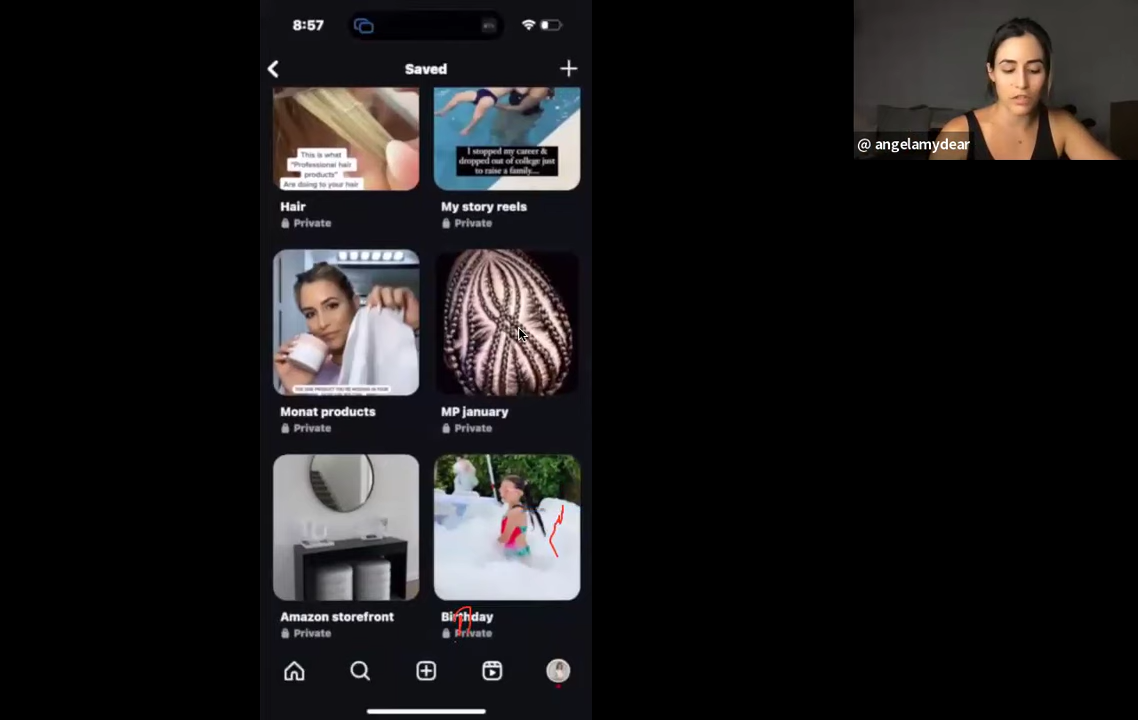 8:57
Saved
This is what
"Professional hair
products"
Are doing to your hair
I stopped my career &
dropped out of college just
to raise a family...
Hair
My story reels
Private
Private
@ angelamydear
Monat products
MP january
Private
Private
Amazon storefront
Birthday
Private
Private